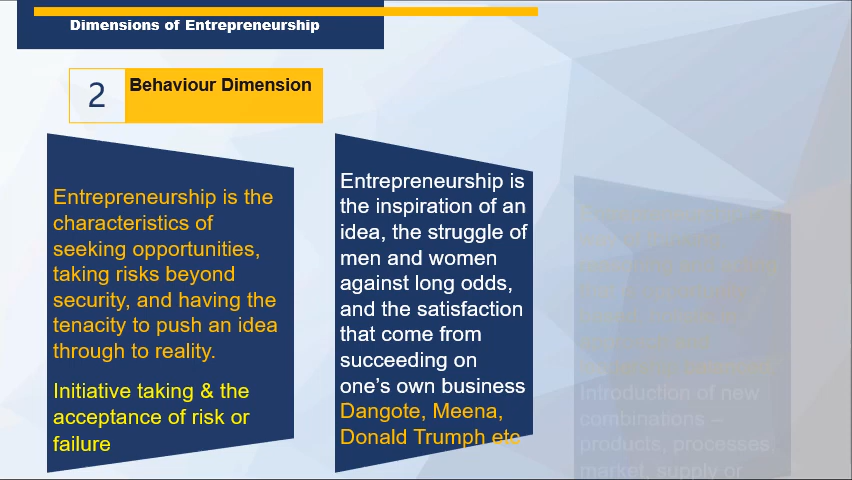 Dimensions of Entrepreneurship
2
Behaviour Dimension
Entrepreneurship is the
characteristics of
seeking opportunities,
taking risks beyond
security, and having the
tenacity to push an idea
through to reality.
Initiative taking & the
acceptance of risk or
failure
Entrepreneurship is
the inspiration of an
idea, the struggle of
men and women
against long odds,
and the satisfaction
that come from
succeeding on
one’s own business
Dangote, Meena,
Donald Trumph etc
Introduction of new
combinations –
products, processes,
market, supply or